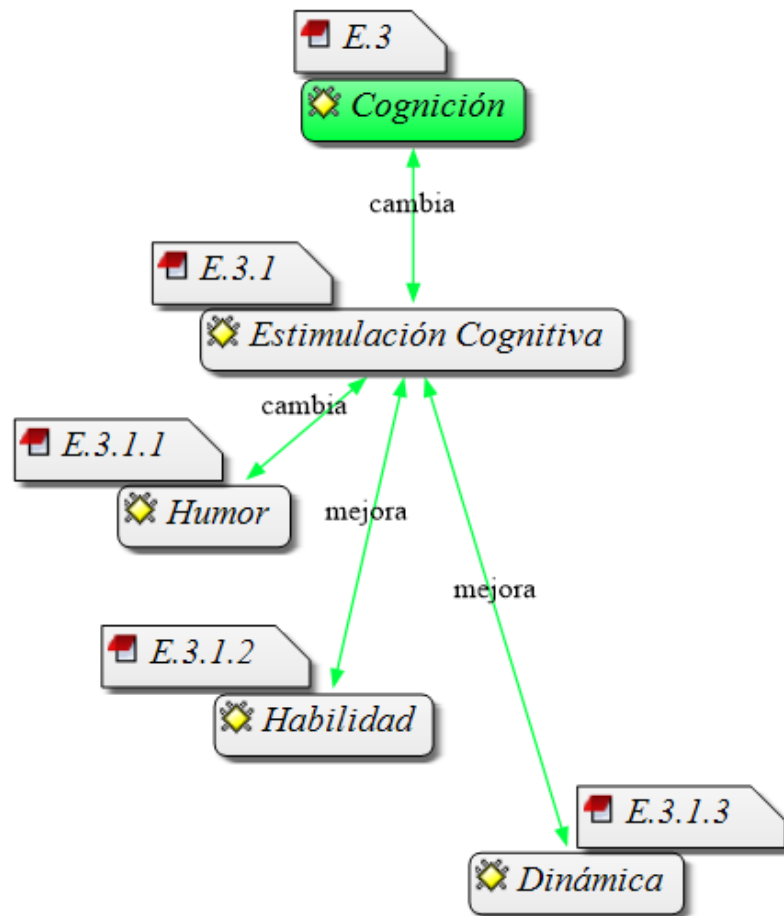 E.3
Cognición
cambia
E.3.1
Estimulación Cognitiva
cambia
E.3.1.1
Humor
mejora
mejora
E.3.1.2
Habilidad
E.3.1.3
Dinámica